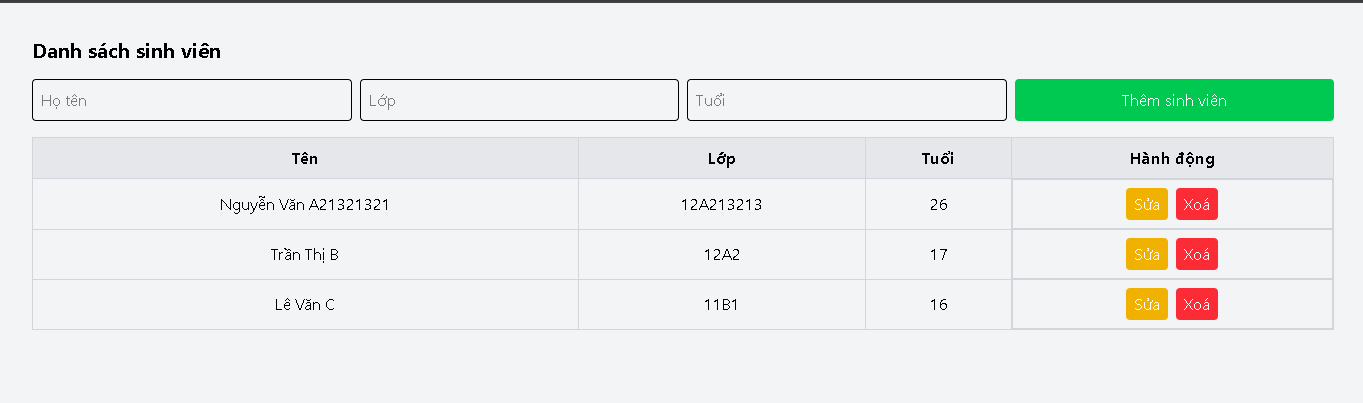 Danh sách sinh viên
Họ tên Lớp Tuổi Thêm sinh viên
Tên Lớp Tuổi Hành động
Nguyễn Văn A21321321 12A213213 26 Sửa Xoá
Trần Thị B 12A2 17 Sửa Xoá
Lê Văn C 11B1 16 Sửa Xoá